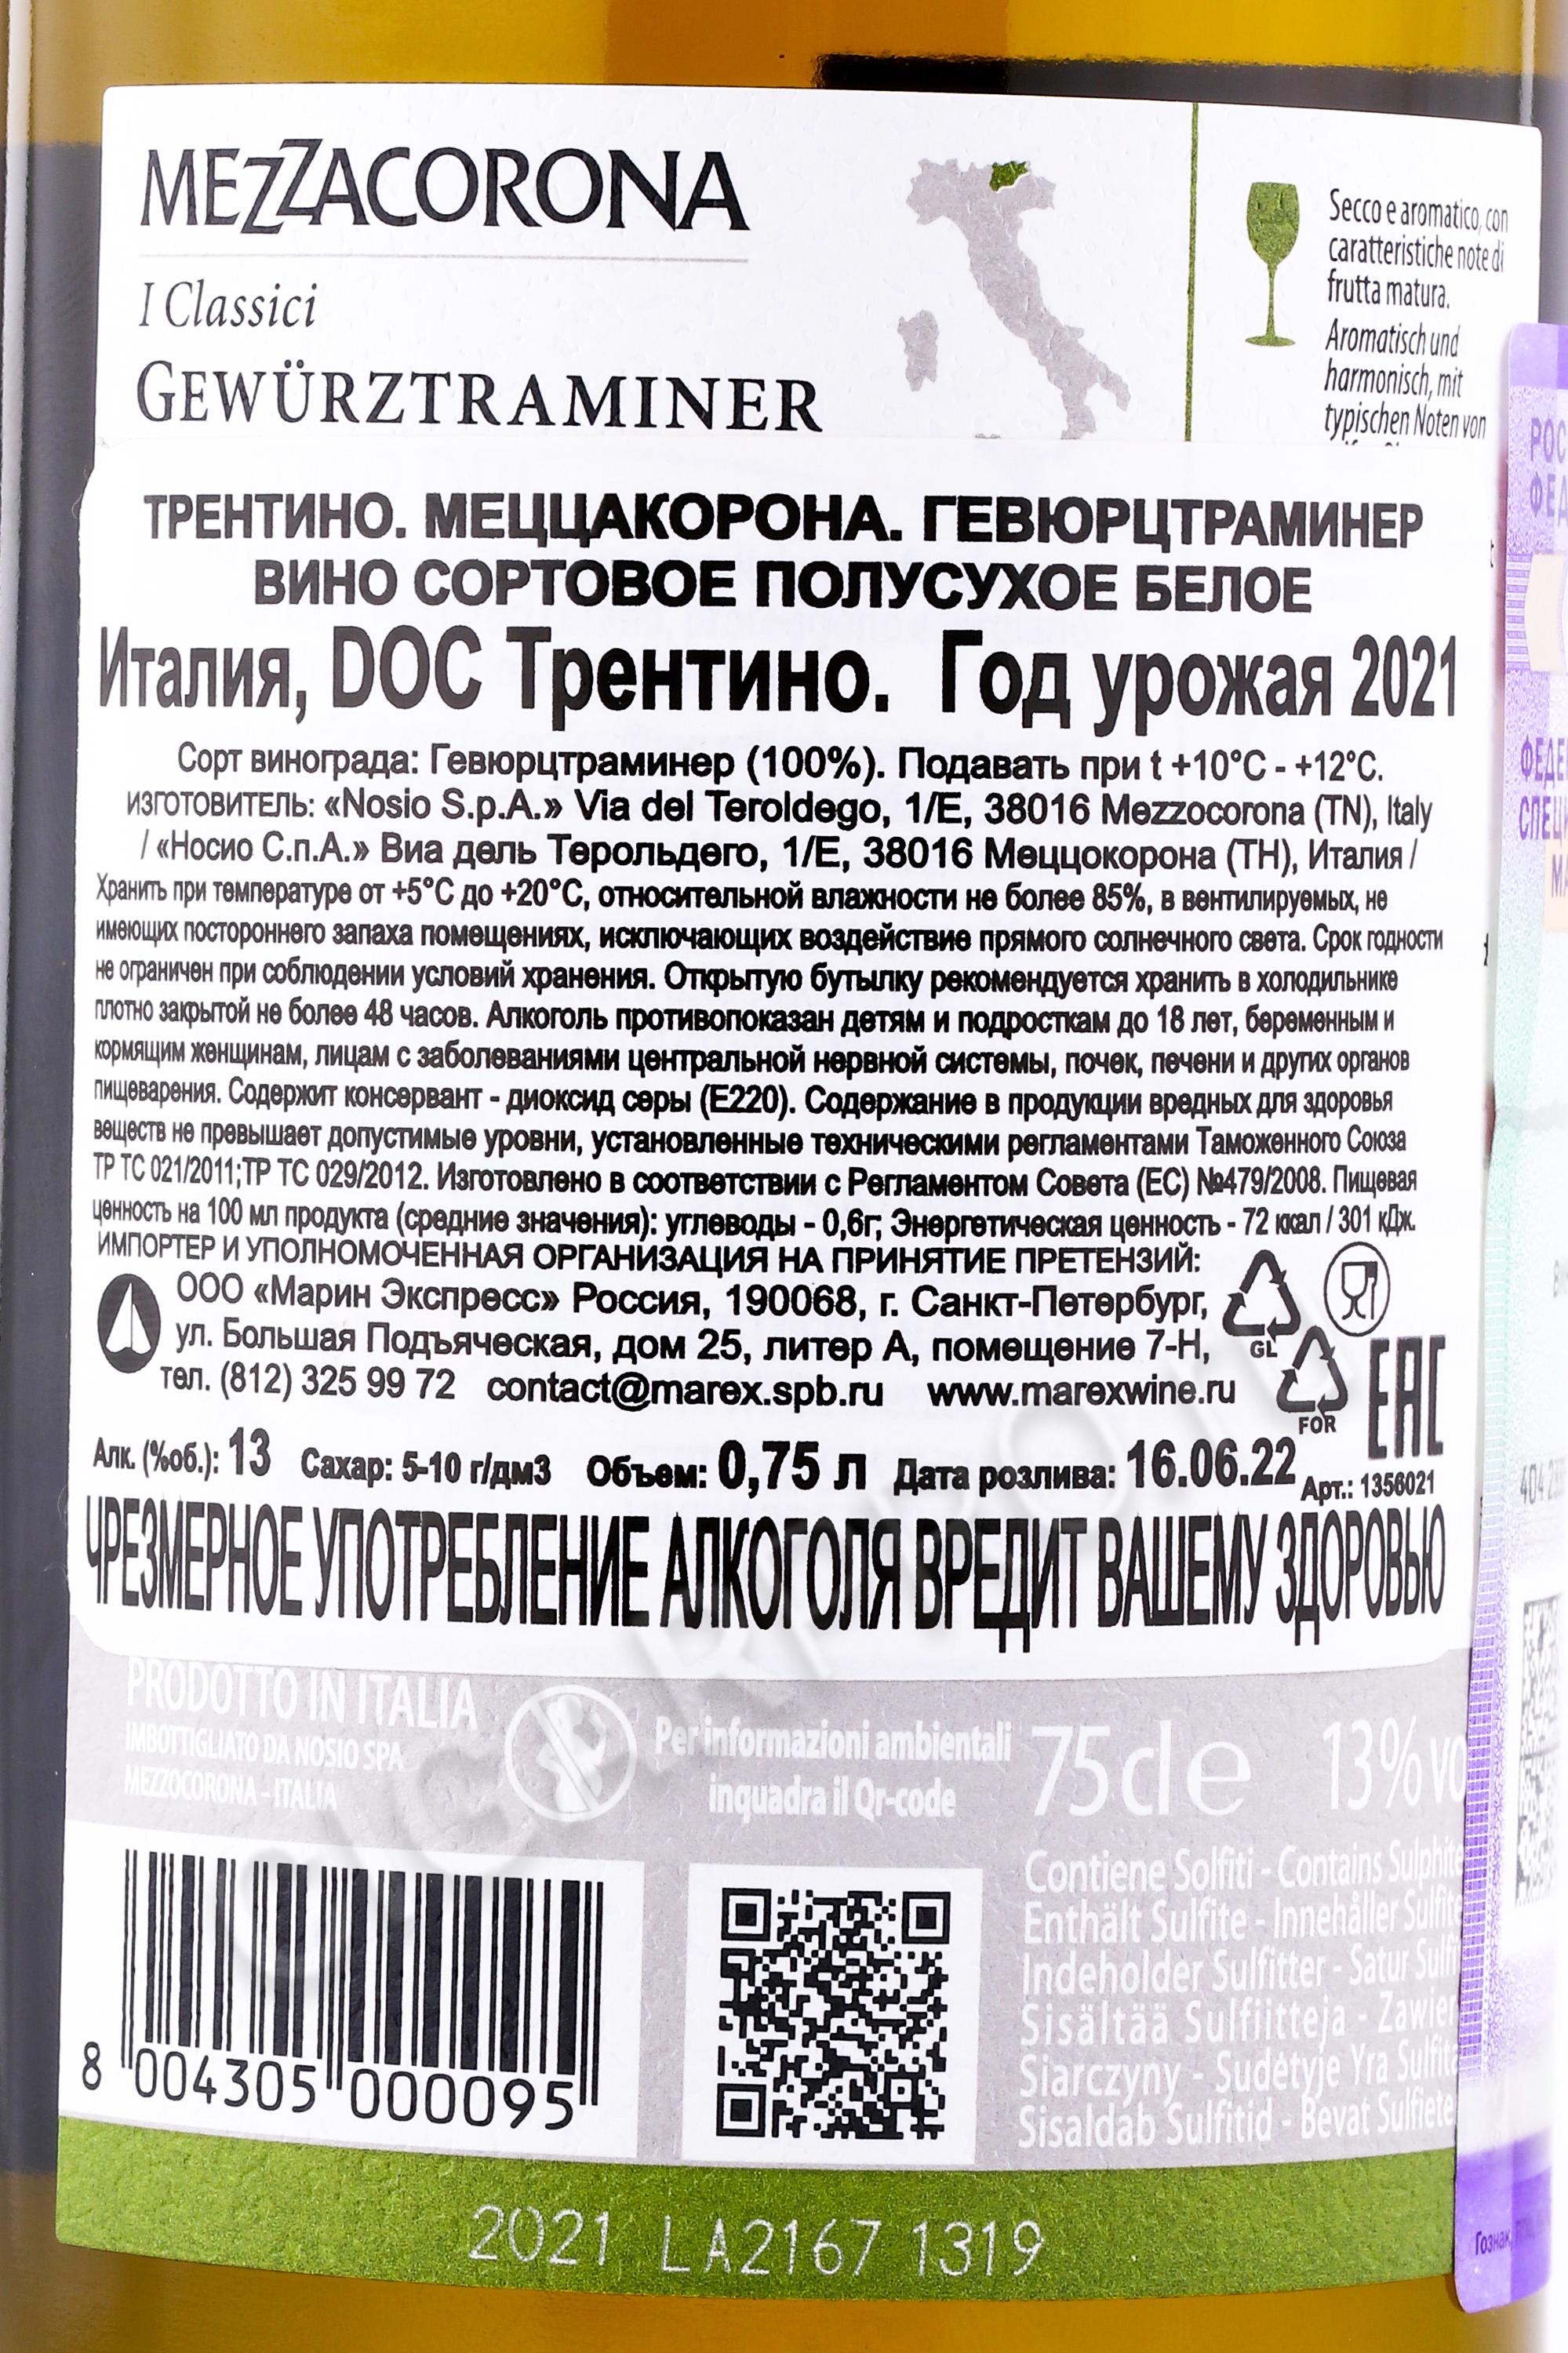 MEZZACORONA
I Classici
GEWÜRZTRAMINER
Secco e aromatico, con
caratteristiche note di
frutta matura.
Aromatisch und
harmonisch, mit
typischen Noten von
ТРЕНТИНО. МЕЦЦАКОРОНА. ГЕВЮРЦТРАМИНЕР
ВИНО СОРТОВОЕ ПОЛУСУХОЕ БЕЛОЕ
Италия, DOC Трентино. Год урожая 2021
Сорт винограда: Гевюрцтраминер (100%). Подавать при t +10°C - +12°C.
ИЗГОТОВИТЕЛЬ: «Nosio S.p.A.» Via del Teroldego, 1/E, 38016 Mezzocorona (TN), Italy
/ «Носио С.п.А.» Виа дель Терольдего, 1/Е, 38016 Меццокорона (ТН), Италия /
Хранить при температуре от +5°C до +20°C, относительной влажности не более 85%, в вентилируемых, не
имеющих постороннего запаха помещениях, исключающих воздействие прямого солнечного света. Срок годности
не ограничен при соблюдении условий хранения. Открытую бутылку рекомендуется хранить в холодильнике
плотно закрытой не более 48 часов. Алкоголь противопоказан детям и подросткам до 18 лет, беременным и
кормящим женщинам, лицам с заболеваниями центральной нервной системы, почек, печени и других органов
пищеварения. Содержит консервант - диоксид серы (E220). Содержание в продукции вредных для здоровья
веществ не превышает допустимые уровни, установленные техническими регламентами Таможенного Союза
ТР ТС 021/2011;ТР ТС 029/2012. Изготовлено в соответствии с Регламентом Совета (ЕС) №479/2008. Пищевая
ценность на 100 мл продукта (средние значения): углеводы - 0,6г; Энергетическая ценность - 72 ккал / 301 кДж.
ИМПОРТЕР И УПОЛНОМОЧЕННАЯ ОРГАНИЗАЦИЯ НА ПРИНЯТИЕ ПРЕТЕНЗИЙ:
ООО «Марин Экспресс» Россия, 190068, г. Санкт-Петербург,
ул. Большая Подъяческая, дом 25, литер А, помещение 7-Н,
тел. (812) 325 99 72 contact@marex.spb.ru www.marexwine.ru
GL
FOR
EAC
Алк. (%об.): 13 Сахар: 5-10 г/дм3 Объем: 0,75 л Дата розлива: 16.06.22 Арт.: 1356021
ЧРЕЗМЕРНОЕ УПОТРЕБЛЕНИЕ АЛКОГОЛЯ ВРЕДИТ ВАШЕМУ ЗДОРОВЬЮ
PRODOTTO IN ITALIA
IMBOTTIGLIATO DA NOSIO SPA
MEZZOCORONA - ITALIA
Per informazioni ambientali
inquadra il Qr-code
75cl e 13% vo
Contiene Solfiti - Contains Sulphit
Enthält Sulfite - Innehåller Sulfit
Indeholder Sulfitter - Satur Sulf
Sisältää Sulfiitteja - Zawier
Siarczyny - Sudėtyje Yra Sulfit
Sisaldab Sulfitid - Bevat Sulfiete
8 004305 000095
2021 LA2167 1319